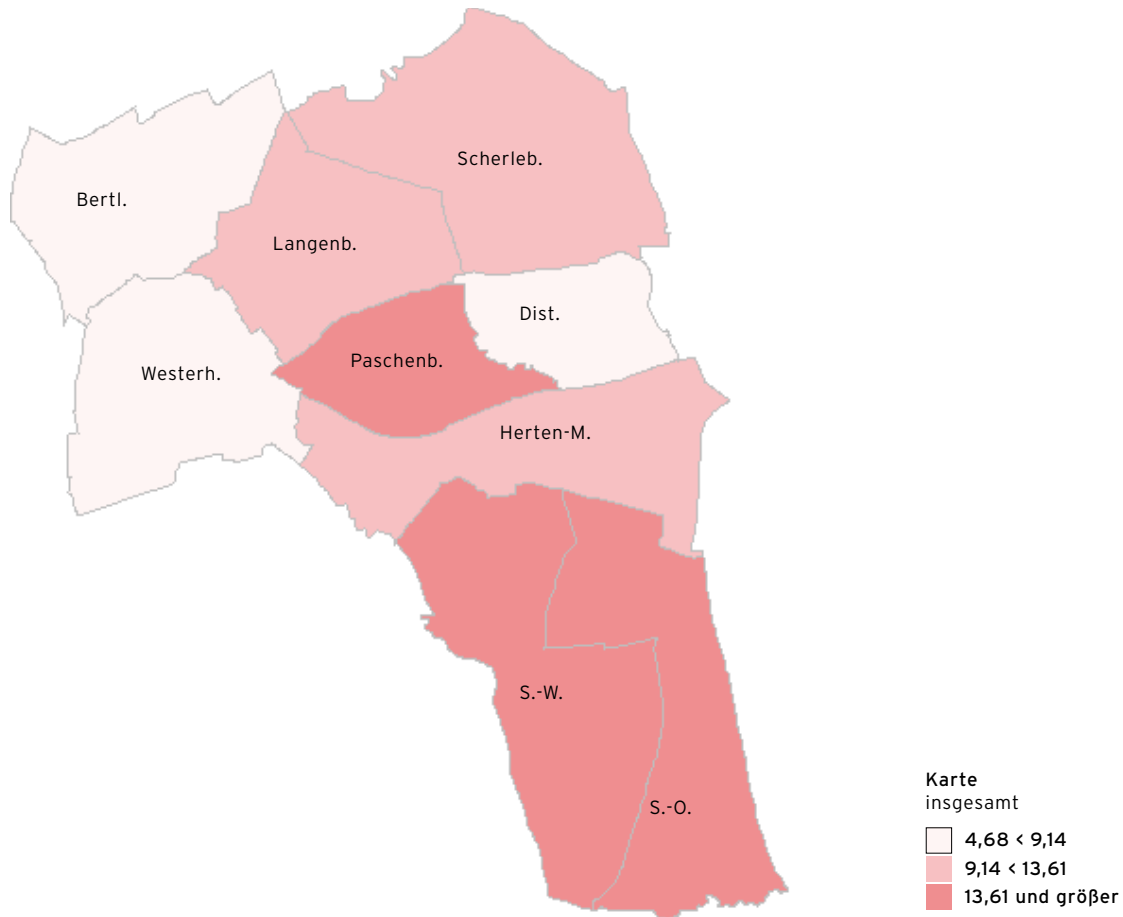 Scherleb.
Bertl.
Langenb.
Dist.
Paschenb.
Westerh.
Herten-M.
S.-W.
S.-O.
Karte
insgesamt
4,68 < 9,14
9,14 < 13,61
13,61 und größer